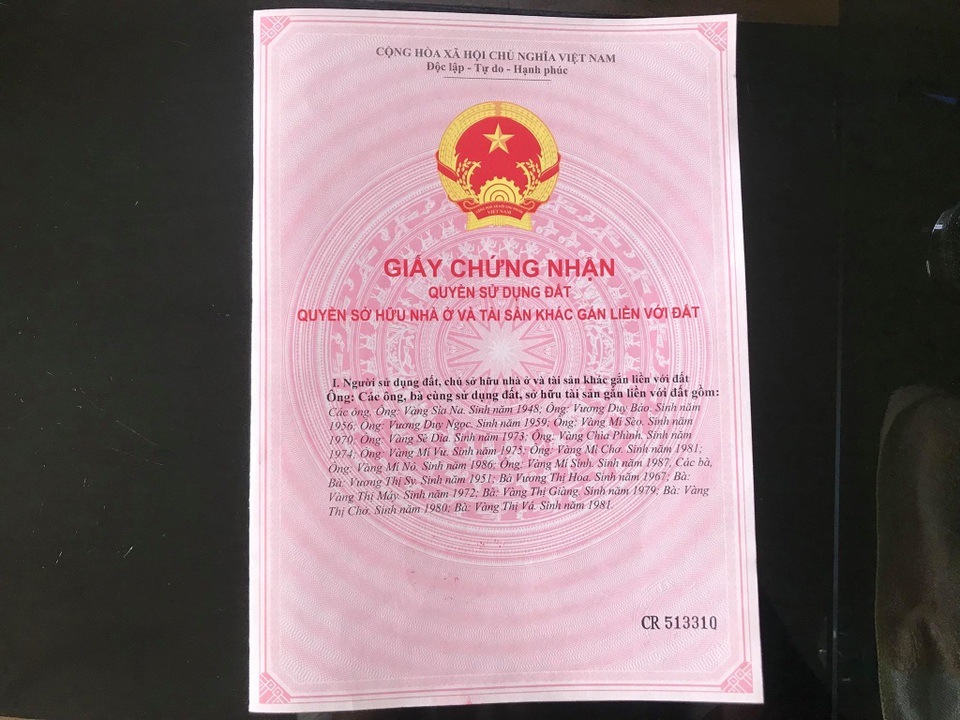 CỘNG HÒA XÃ HỘI CHỦ NGHĨA VIỆT NAM
Độc lập - Tự do - Hạnh phúc
VIỆT NAM
GIẤY CHỨNG NHẬN
QUYỀN SỬ DỤNG ĐẤT
QUYỀN SỞ HỮU NHÀ Ở VÀ TÀI SẢN KHÁC GẮN LIỀN VỚI ĐẤT
I. Người sử dụng đất, chủ sở hữu nhà ở và tài sản khác gắn liền với đất
Ông: Các ông, bà cùng sử dụng đất, sở hữu tài sản gắn liền với đất gồm:
Các ông, Ông: Vàng Sía Na. Sinh năm 1948; Ông: Vương Duy Bảo. Sinh năm
1956; Ông: Vương Duy Ngọc. Sinh năm 1959; Ông: Vàng Mí Sèo. Sinh năm
1970; Ông: Vàng Sè Dia. Sinh năm 1973; Ông. Vàng Chía Phình. Sinh năm
1974; Ông: Vàng Mí Vư. Sinh năm 1975; Ông: Vàng Mí Chơ. Sinh năm 1981;
Ông: Vàng Mí Nô. Sinh năm 1986; Ông: Vàng Mí Sính. Sinh năm 1987, Các bà,
Bà: Vương Thị Sy. Sinh năm 1951; Bà Vương Thị Hoa. Sinh năm 1967; Bà:
Vàng Thị Máy. Sinh năm 1972; Bà: Vàng Thị Giàng. Sinh năm 1979; Bà: Vàng
Thị Chở. Sinh năm 1980; Bà: Vàng Thị Vá. Sinh năm 1981.
CR 513310